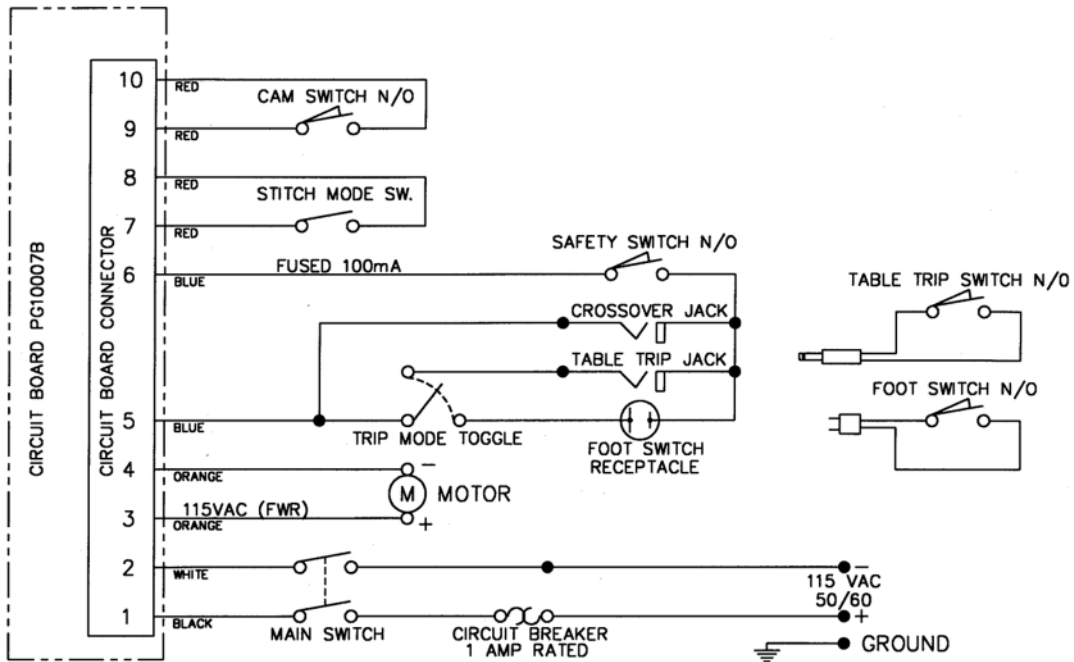 CIRCUIT BOARD PG10007B
CIRCUIT BOARD CONNECTOR
10
RED
CAM SWITCH N/O
9
RED
8
RED
STITCH MODE SW.
7
RED
SAFETY SWITCH N/O
6
BLUE
FUSED 100mA
TABLE TRIP SWITCH N/O
CROSSOVER JACK
TABLE TRIP JACK
FOOT SWITCH N/O
5
BLUE
TRIP MODE TOGGLE
FOOT SWITCH
RECEPTACLE
4
ORANGE
−
M MOTOR
3
115VAC (FWR)
ORANGE
+
2
WHITE
−
115 VAC
50/60
+
1
BLACK
MAIN SWITCH
CIRCUIT BREAKER
1 AMP RATED
GROUND